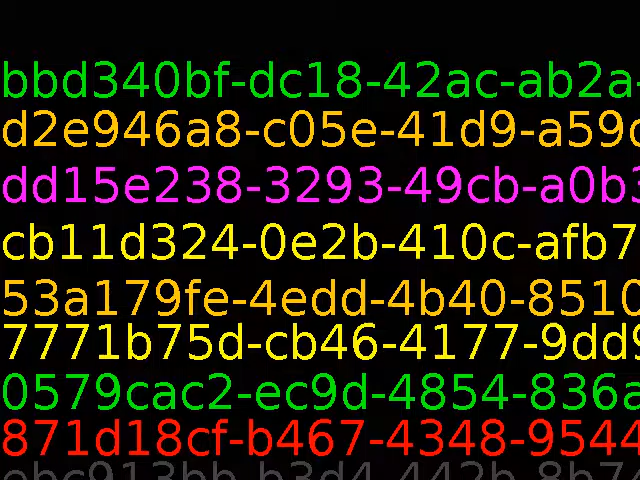 bbd340bf-dc18-42ac-ab2a-
d2e946a8-c05e-41d9-a59c
dd15e238-3293-49cb-a0b3
cb11d324-0e2b-410c-afb7
53a179fe-4edd-4b40-8510
7771b75d-cb46-4177-9dd9
0579cac2-ec9d-4854-836a
871d18cf-b467-4348-9544